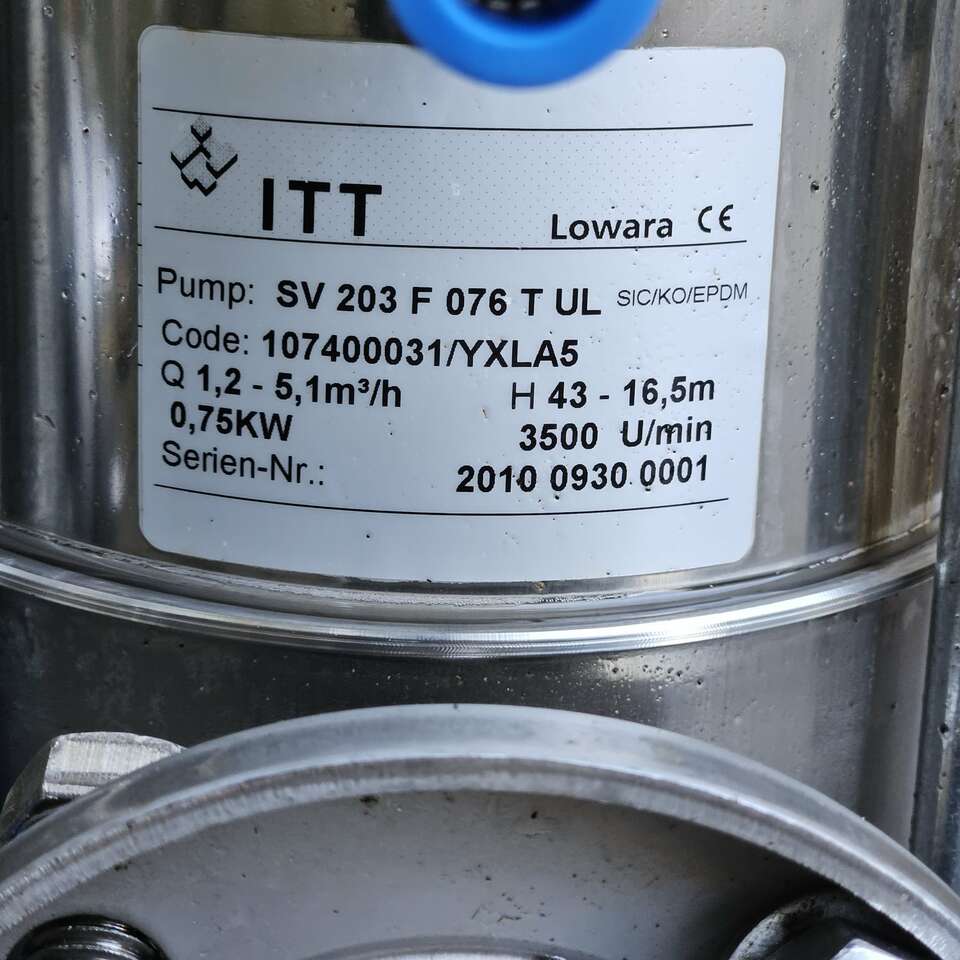 ITT
Lowara CE
Pump: SV 203 F 076 T UL SIC/KO/EPDM
Code: 107400031/YXLA5
Q 1,2 - 5,1m³/h H 43 - 16,5m
0,75KW 3500 U/min
Serien-Nr.: 2010 0930 0001